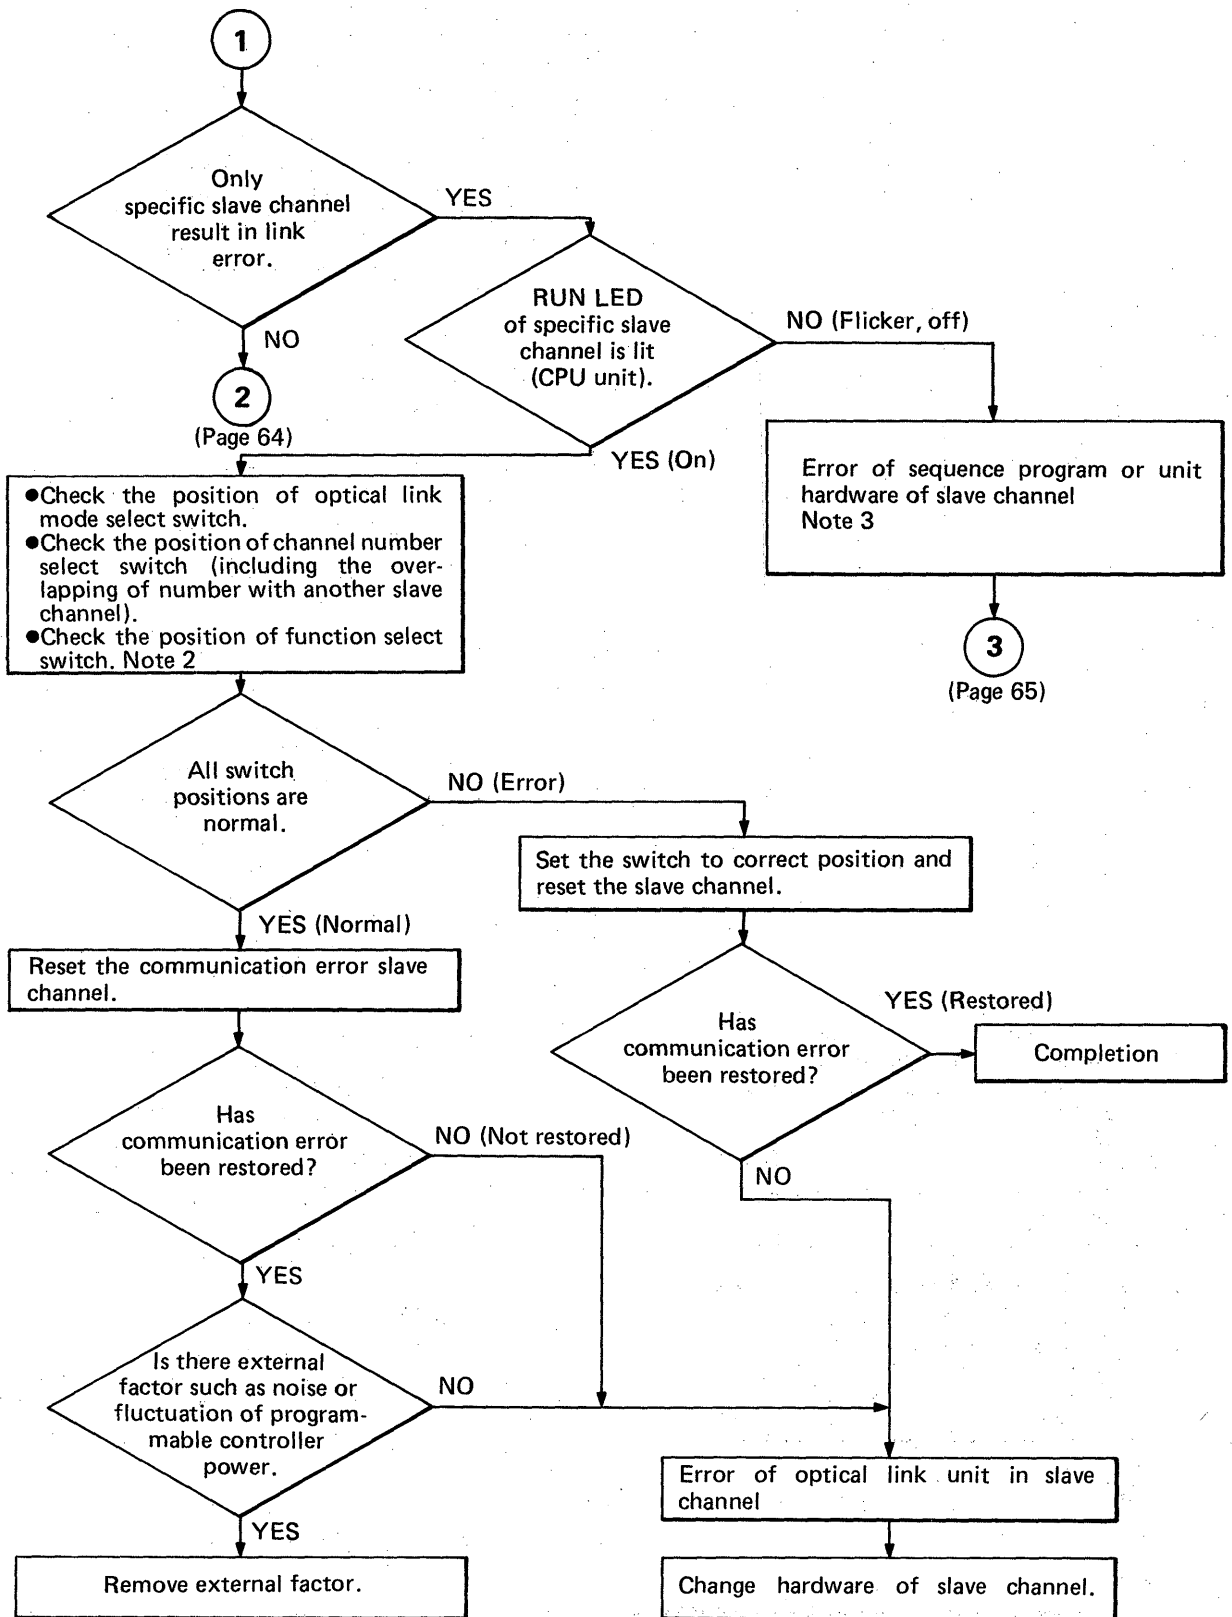 1
Only
specific slave channel
result in link
error.
YES
NO
2
(Page 64)
RUN LED
of specific slave
channel is lit
(CPU unit).
NO (Flicker, off)
YES (On)
Error of sequence program or unit
hardware of slave channel
Note 3
3
(Page 65)
●Check the position of optical link
mode select switch.
●Check the position of channel number
select switch (including the over-
lapping of number with another slave
channel).
●Check the position of function select
switch. Note 2
All switch
positions are
normal.
NO (Error)
YES (Normal)
Set the switch to correct position and
reset the slave channel.
Reset the communication error slave
channel.
Has
communication error
been restored?
YES (Restored)
Completion
NO
Has
communication error
been restored?
NO (Not restored)
YES
Is there external
factor such as noise or
fluctuation of program-
mable controller
power.
NO
YES
Error of optical link unit in slave
channel
Remove external factor.
Change hardware of slave channel.